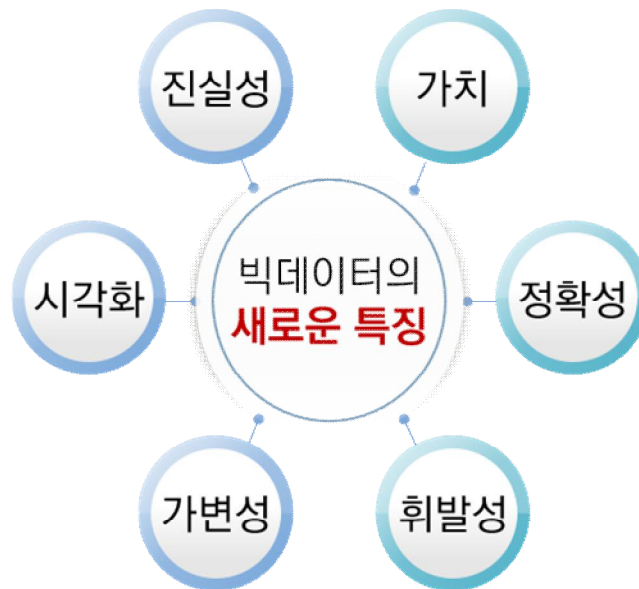 진실성
가치
빅데이터의
새로운 특징
시각화
정확성
가변성
휘발성